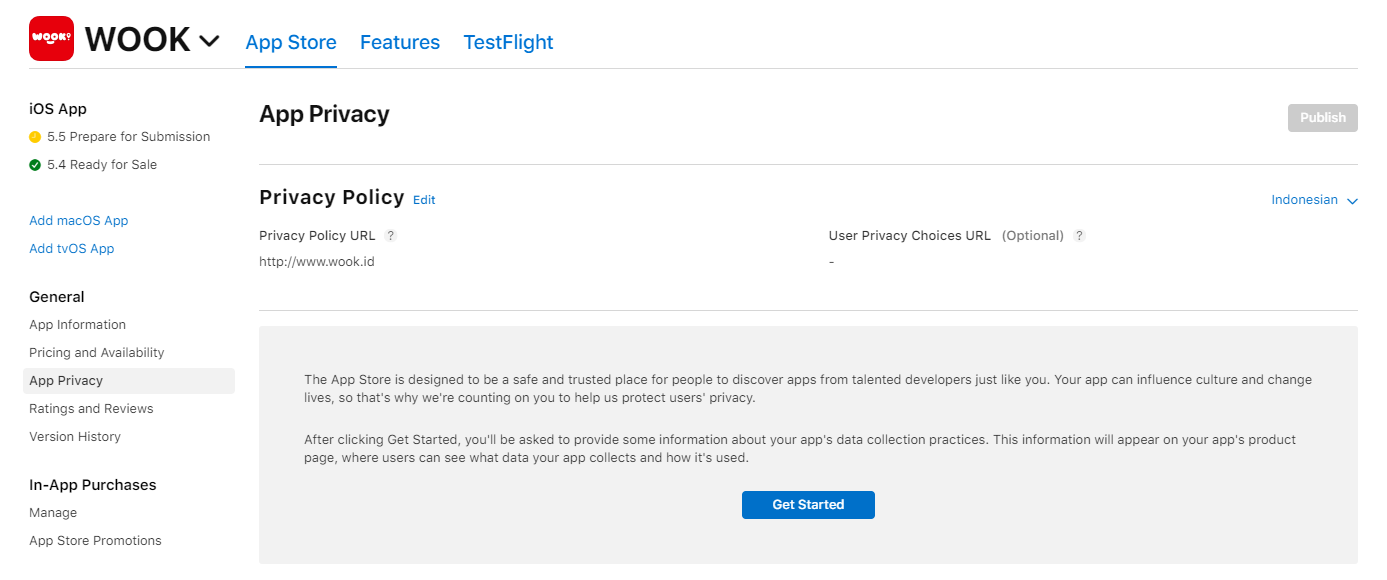 WOOK
WOOK
App Store
Features
TestFlight
iOS App
5.5 Prepare for Submission
5.4 Ready for Sale
Add macOS App
Add tvOS App
General
App Information
Pricing and Availability
App Privacy
Ratings and Reviews
Version History
In-App Purchases
Manage
App Store Promotions
App Privacy
Publish
Privacy Policy Edit
Indonesian
Privacy Policy URL ?
http://www.wook.id
User Privacy Choices URL (Optional) ?
-
The App Store is designed to be a safe and trusted place for people to discover apps from talented developers just like you. Your app can influence culture and change
lives, so that's why we're counting on you to help us protect users' privacy.
After clicking Get Started, you'll be asked to provide some information about your app's data collection practices. This information will appear on your app's product
page, where users can see what data your app collects and how it's used.
Get Started